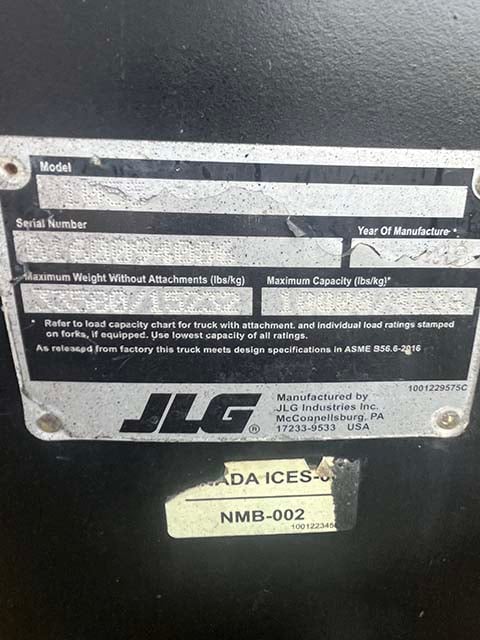 Model
Serial Number
Year Of Manufacture *
Maximum Weight Without Attachments (lbs/kg)
Maximum Capacity (lbs/kg)*
* Refer to load capacity chart for truck with attachment. and individual load ratings stamped
on forks, if equipped. Use lowest capacity of all ratings.
As released from factory this truck meets design specifications in ASME B56.6-2016
1001229575C
JLG®
Manufactured by
JLG Industries Inc.
McConnellsburg, PA
17233-9533 USA
ADA ICES-0
NMB-002
100122345